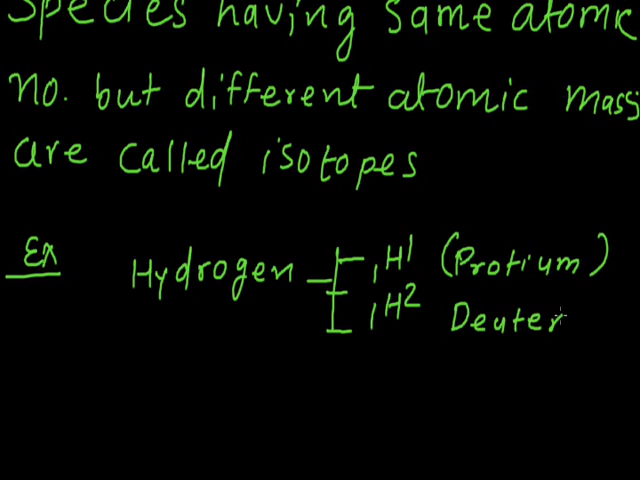 Species having same atomic
no. but different atomic mass
are called isotopes
Ex Hydrogen ₁H¹ (Protium)
₁H² Deuter